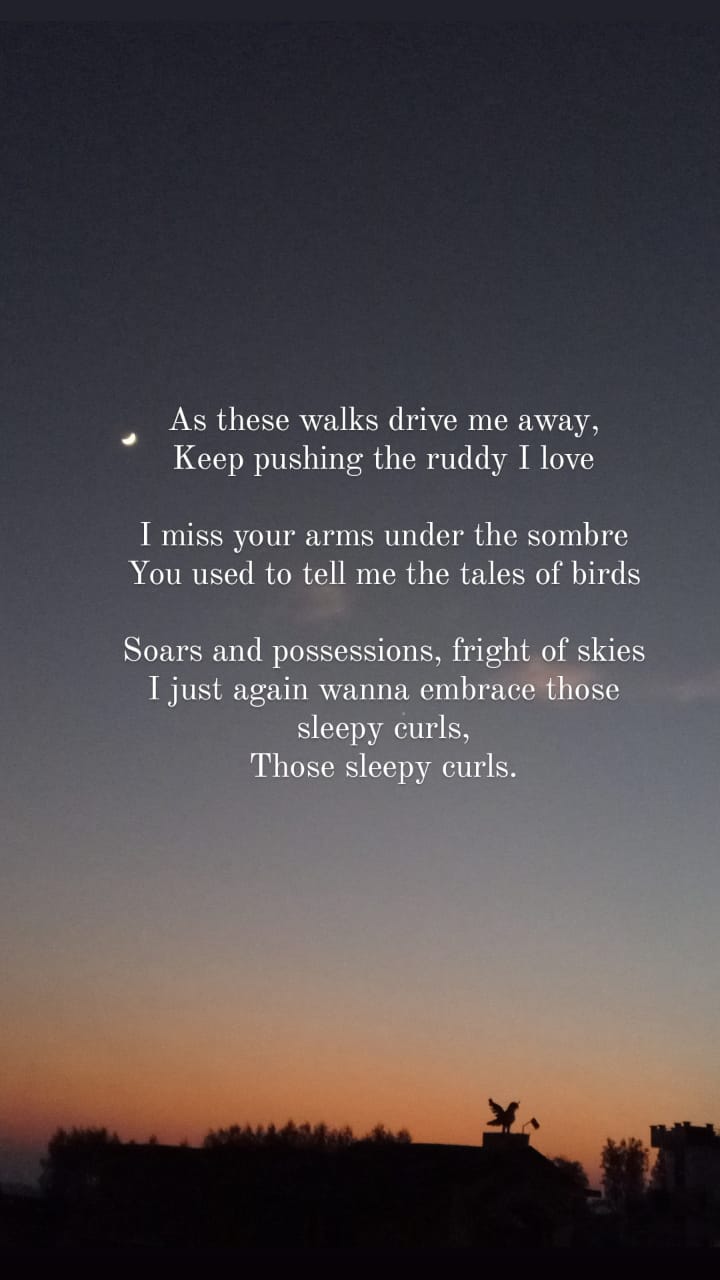 As these walks drive me away,
Keep pushing the ruddy I love
I miss your arms under the sombre
You used to tell me the tales of birds
Soars and possessions, fright of skies
I just again wanna embrace those
sleepy curls,
Those sleepy curls.